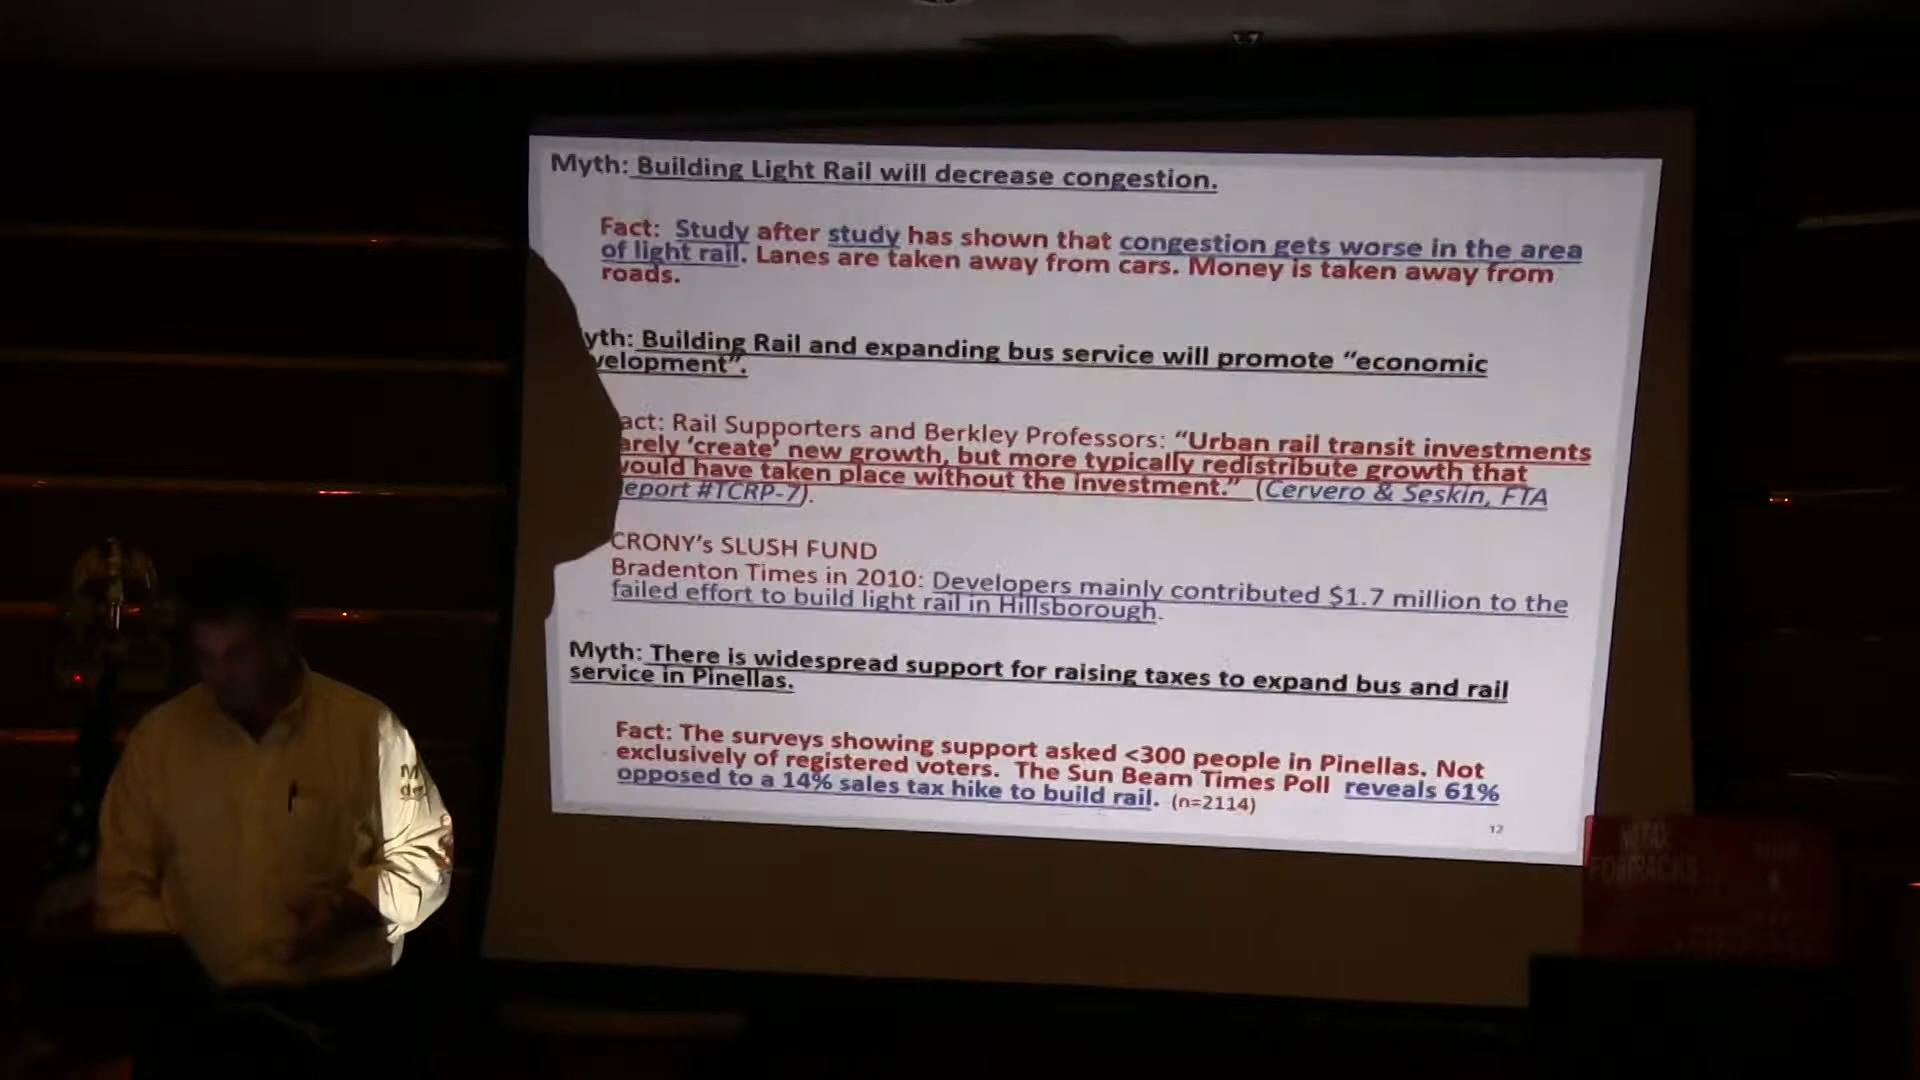 Myth: Building Light Rail will decrease congestion.
Fact: Study after study has shown that congestion gets worse in the area
of light rail. Lanes are taken away from cars. Money is taken away from
roads.
yth: Building Rail and expanding bus service will promote “economic
velopment”.
act: Rail Supporters and Berkley Professors: “Urban rail transit investments
arely ‘create’ new growth, but more typically redistribute growth that
would have taken place without the investment.” (Cervero & Seskin, FTA
eport #TCRP-7).
CRONY’s SLUSH FUND
Bradenton Times in 2010: Developers mainly contributed $1.7 million to the
failed effort to build light rail in Hillsborough.
Myth: There is widespread support for raising taxes to expand bus and rail
service in Pinellas.
Fact: The surveys showing support asked <300 people in Pinellas. Not
exclusively of registered voters. The Sun Beam Times Poll reveals 61%
opposed to a 14% sales tax hike to build rail. (n=2114)
12